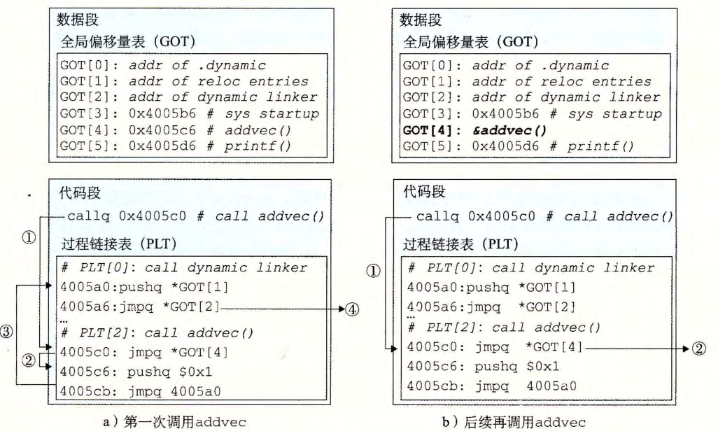 数据段
全局偏移量表（GOT）
GOT[0]: addr of .dynamic
GOT[1]: addr of reloc entries
GOT[2]: addr of dynamic linker
GOT[3]: 0x4005b6 # sys startup
GOT[4]: 0x4005c6 # addvec()
GOT[5]: 0x4005d6 # printf()
代码段
callq 0x4005c0 # call addvec()
①
过程链接表（PLT）
# PLT[0]: call dynamic linker
4005a0:pushq *GOT[1]
4005a6:jmpq *GOT[2]
④
…
③
# PLT[2]: call addvec()
4005c0: jmpq *GOT[4]
②
4005c6: pushq $0x1
4005cb: jmpq 4005a0
a）第一次调用addvec
数据段
全局偏移量表（GOT）
GOT[0]: addr of .dynamic
GOT[1]: addr of reloc entries
GOT[2]: addr of dynamic linker
GOT[3]: 0x4005b6 # sys startup
GOT[4]: &addvec()
GOT[5]: 0x4005d6 # printf()
代码段
callq 0x4005c0 # call addvec()
过程链接表（PLT）
①
# PLT[0]: call dynamic linker
4005a0:pushq *GOT[1]
4005a6:jmpq *GOT[2]
…
# PLT[2]: call addvec()
4005c0: jmpq *GOT[4]
②
4005c6: pushq $0x1
4005cb: jmpq 4005a0
b）后续再调用addvec